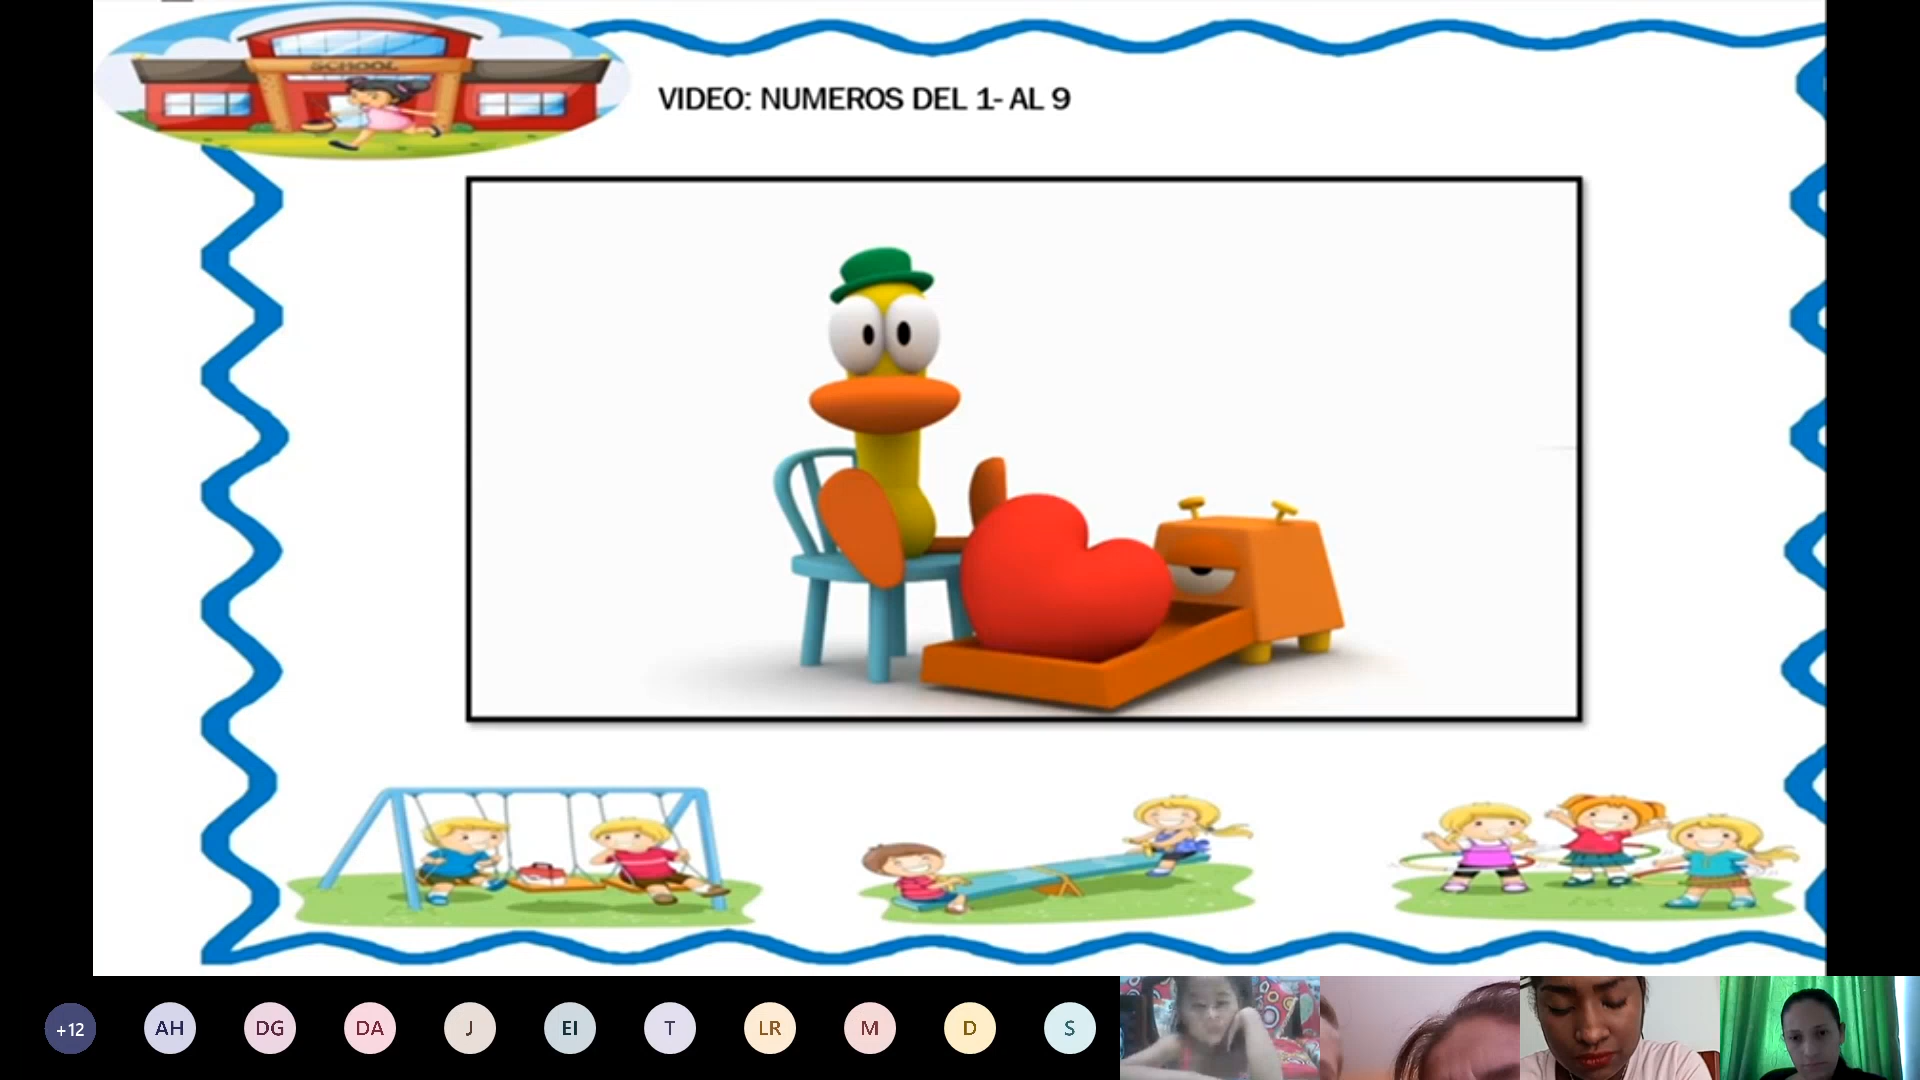 SCHOOL
VIDEO: NUMEROS DEL 1- AL 9
+12
AH
DG
DA
J
EI
T
LR
M
D
S